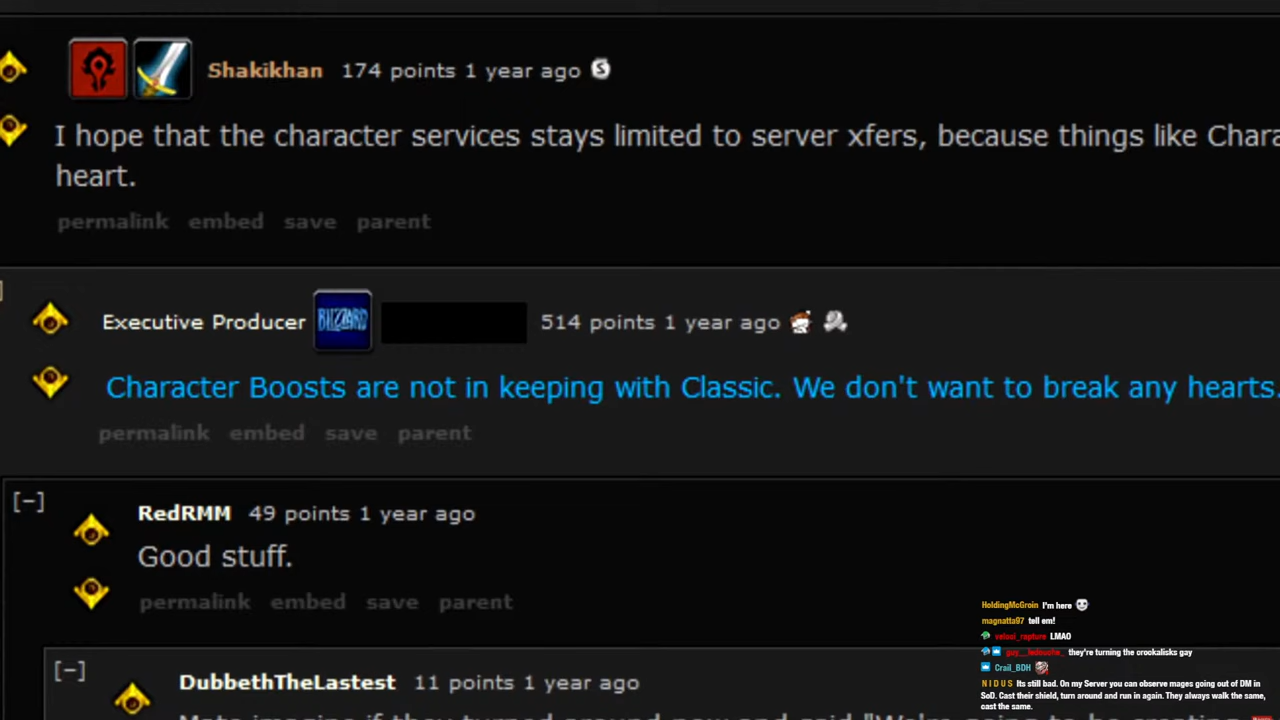 Shakikhan 174 points 1 year ago
I hope that the character services stays limited to server xfers, because things like Chara
heart.
permalink embed save parent
Executive Producer BLIZZARD 514 points 1 year ago
Character Boosts are not in keeping with Classic. We don't want to break any hearts.
permalink embed save parent
[-] RedRMM 49 points 1 year ago
Good stuff.
permalink embed save parent
[-] DubbethTheLastest 11 points 1 year ago
HoldingMcGroin I'm here
magnatta97 tell em!
veloci_rapture LMAO
guy__ledouche_ they're turning the crockalisks gay
Crail_BDH
N I D U S Its still bad. On my Server you can observe mages going out of DM in
SoD. Cast their shield, turn around and run in again. They always walk the same,
cast the same.